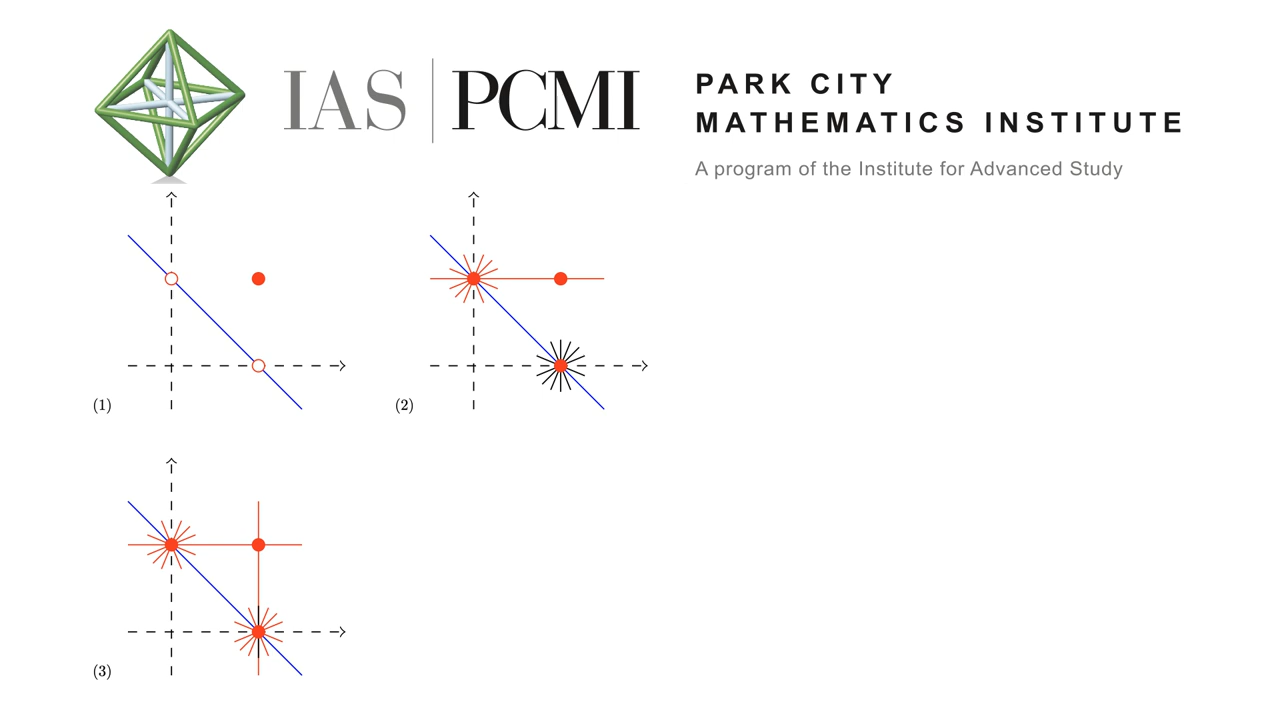 IAS PCMI
PARK CITY
MATHEMATICS INSTITUTE
A program of the Institute for Advanced Study
(1)
(2)
(3)